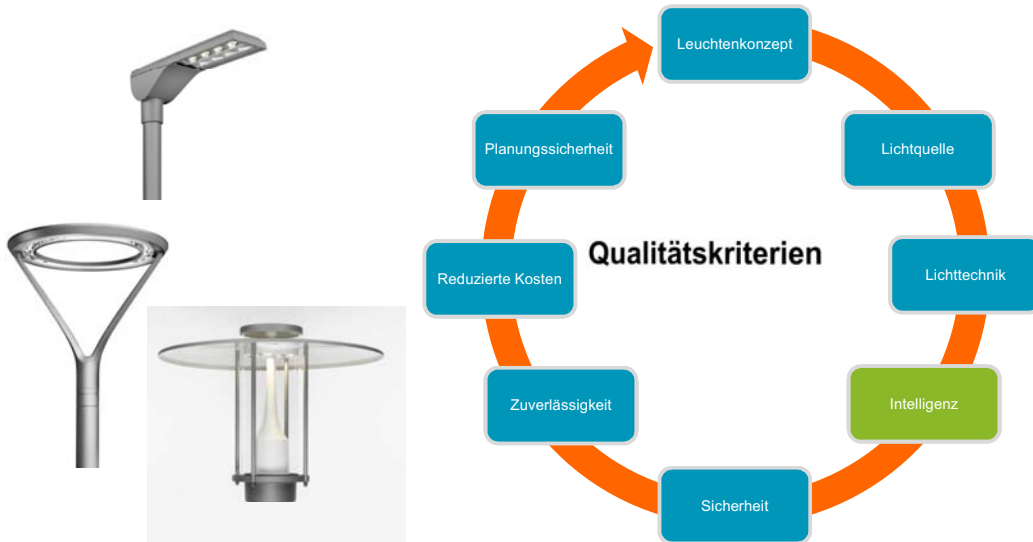 Leuchtenkonzept
Lichtquelle
Lichttechnik
Intelligenz
Sicherheit
Zuverlässigkeit
Reduzierte Kosten
Planungssicherheit
Qualitätskriterien